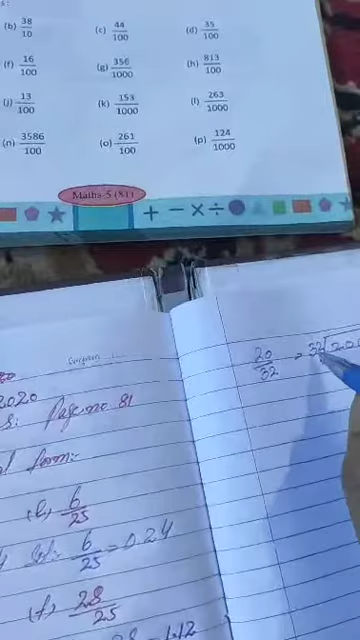 s:
(b) 38/10 (c) 44/100 (d) 35/100
(f) 16/100 (g) 356/1000 (h) 813/100
(j) 13/100 (k) 153/1000 (l) 263/1000
(n) 3586/100 (o) 261/100 (p) 124/1000
Maths-5 (81)
+ − × ÷
2020
s: Page no 81
form:-
(b) 6/25
Sol: 6/25 = 0.24
(f) 28/25
1.12
20/32 = 32